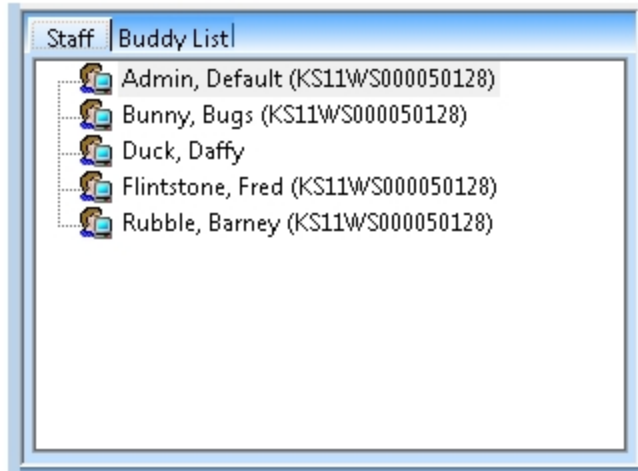 Staff Buddy List
Admin, Default (KS11WS000050128)
Bunny, Bugs (KS11WS000050128)
Duck, Daffy
Flintstone, Fred (KS11WS000050128)
Rubble, Barney (KS11WS000050128)